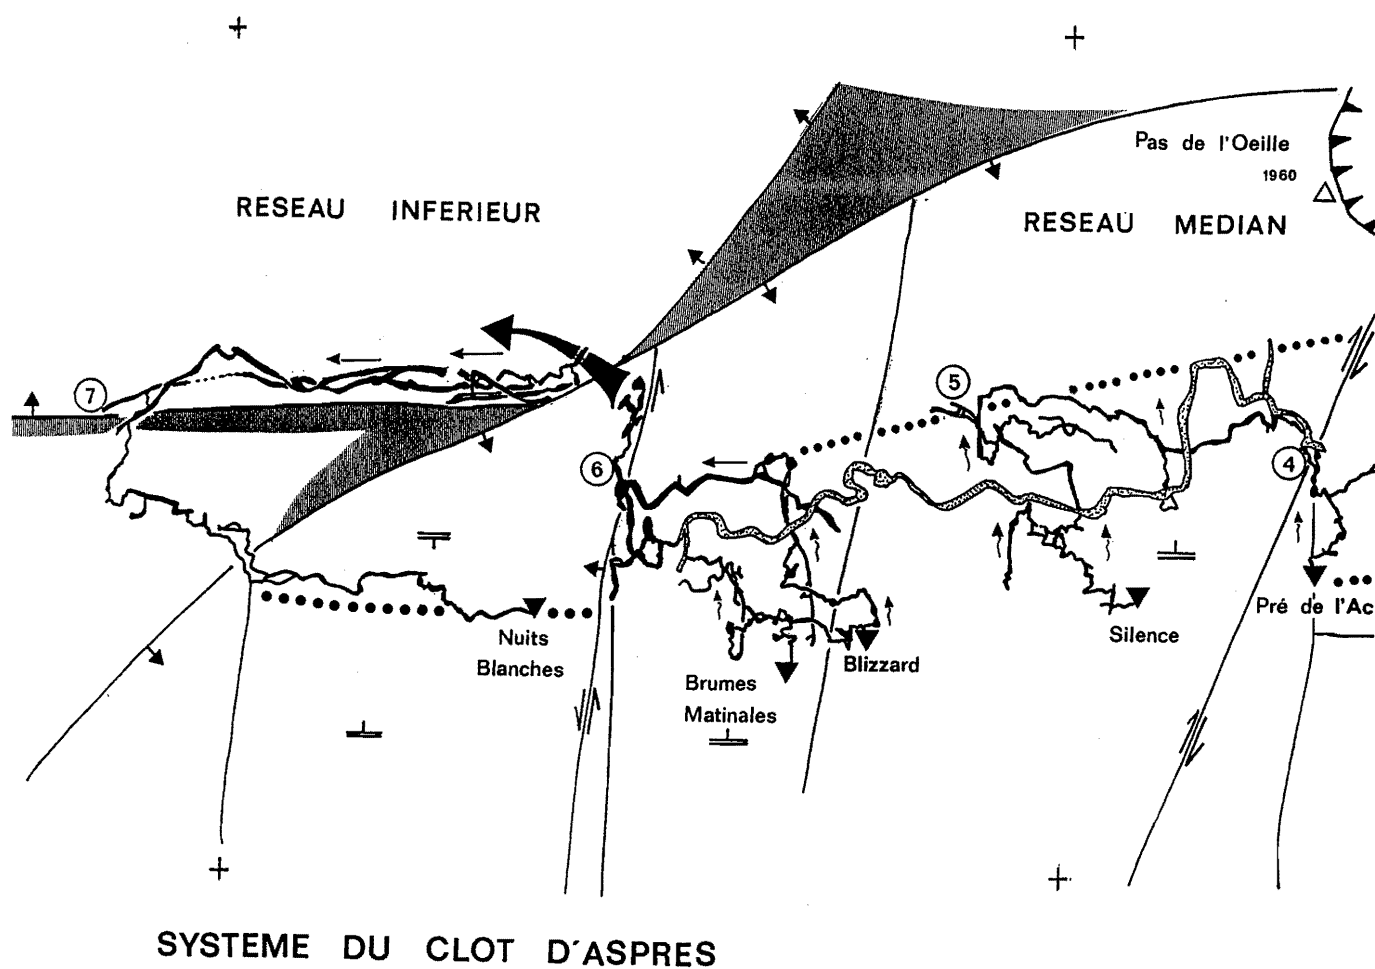 Pas de l'Oeille
1960
RESEAU INFERIEUR
RESEAU MEDIAN
7
5
6
4
Pré de l'Ac
Nuits
Blanches
Silence
Blizzard
Brumes
Matinales
SYSTEME DU CLOT D'ASPRES